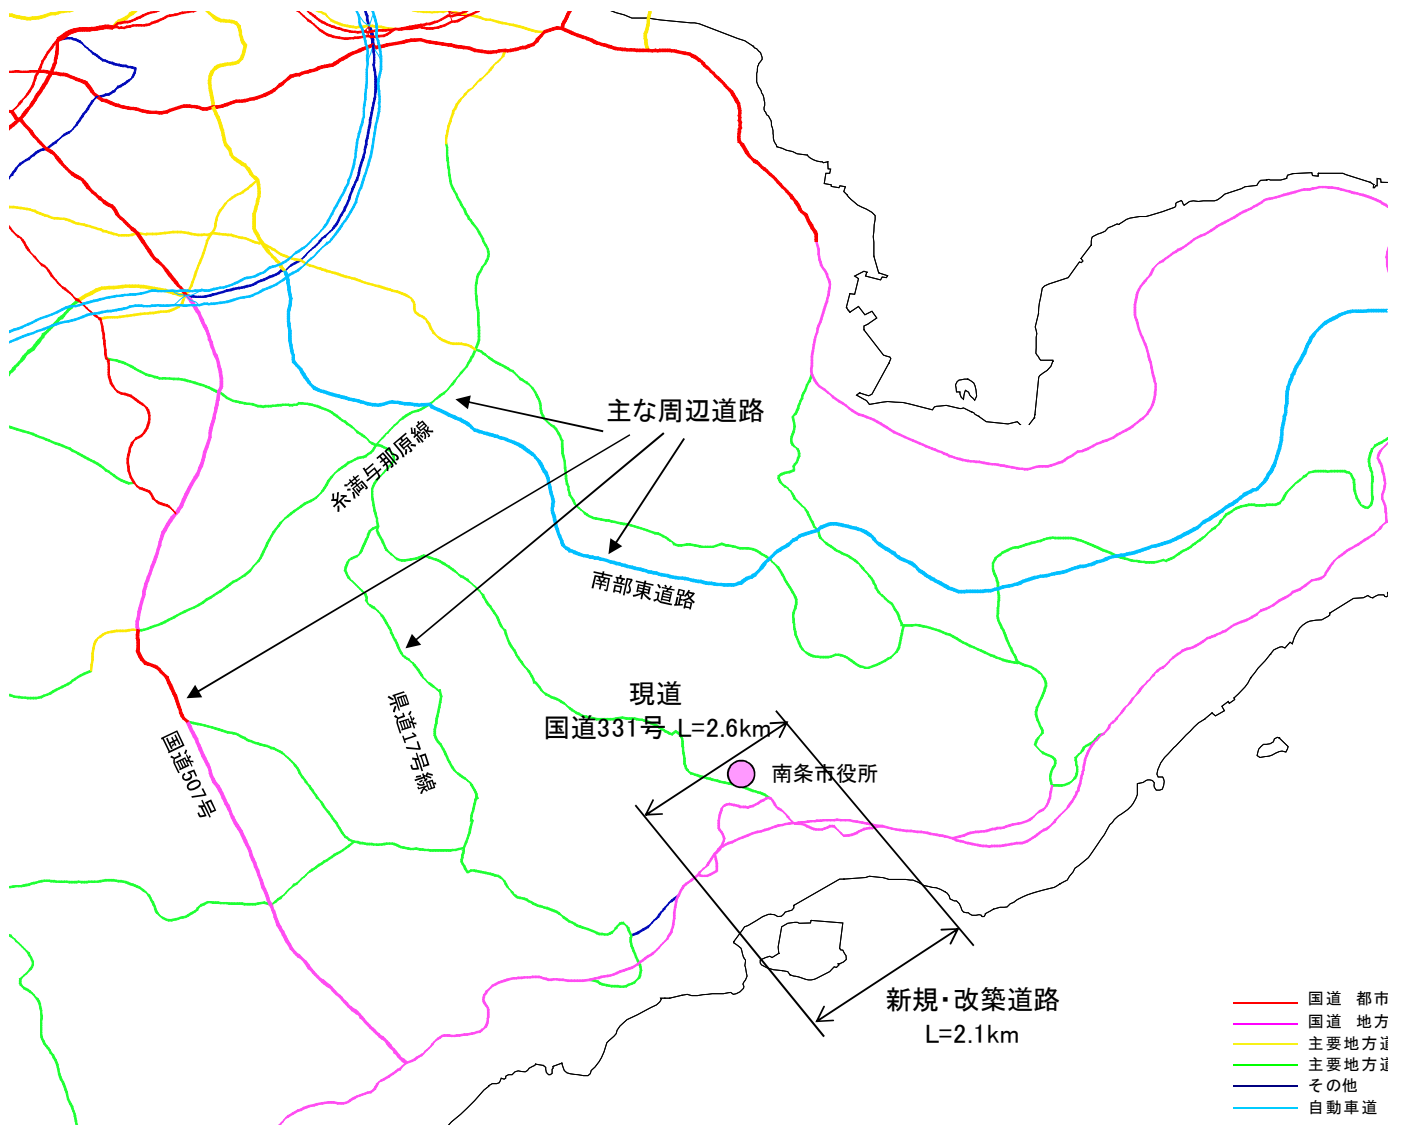 主な周辺道路
糸満与那原線
南部東道路
現道
国道331号 L=2.6km
県道17号線
国道507号
南条市役所
新規・改築道路
L=2.1km
国道 都市
国道 地方
主要地方道
主要地方道
その他
自動車道